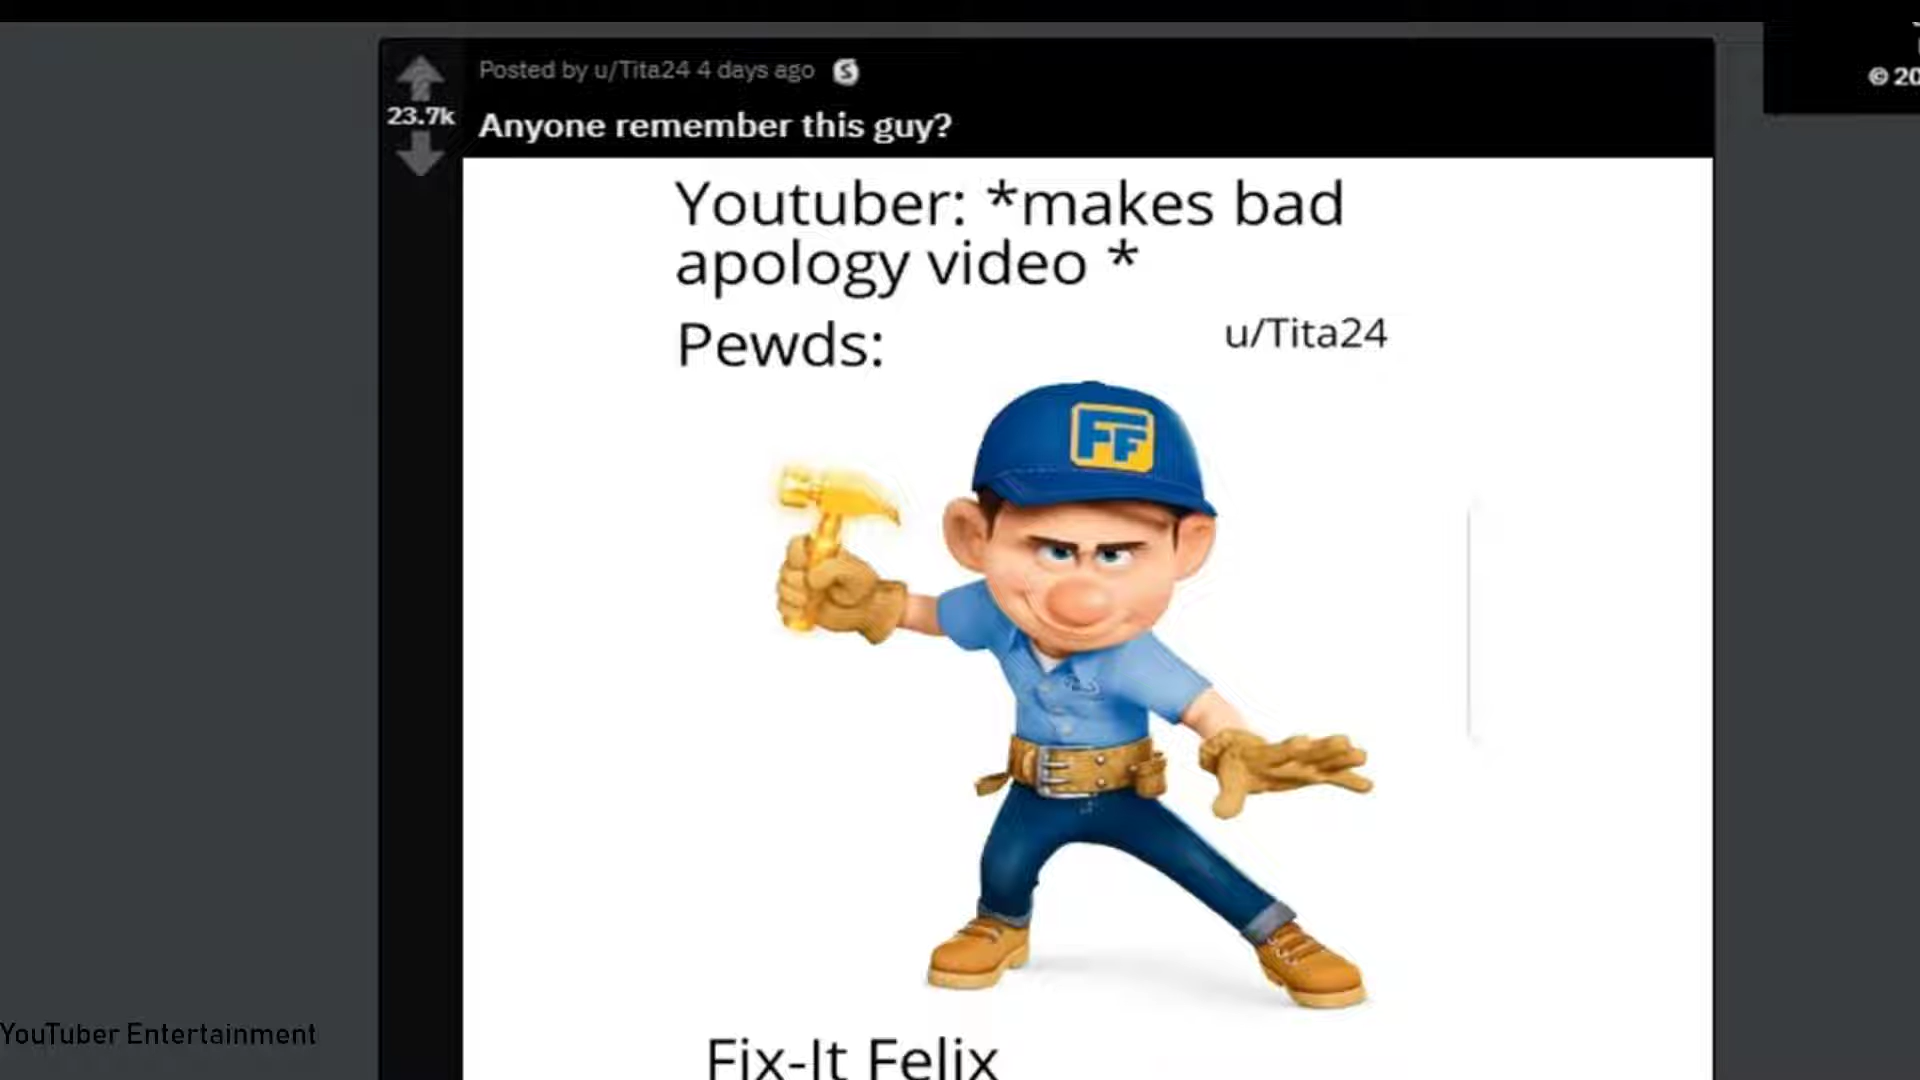 Posted by u/Tita24 4 days ago
© 20
23.7k
Anyone remember this guy?
Youtuber: *makes bad
apology video *
Pewds:
u/Tita24
FF
YouTuber Entertainment
Fix-It Felix